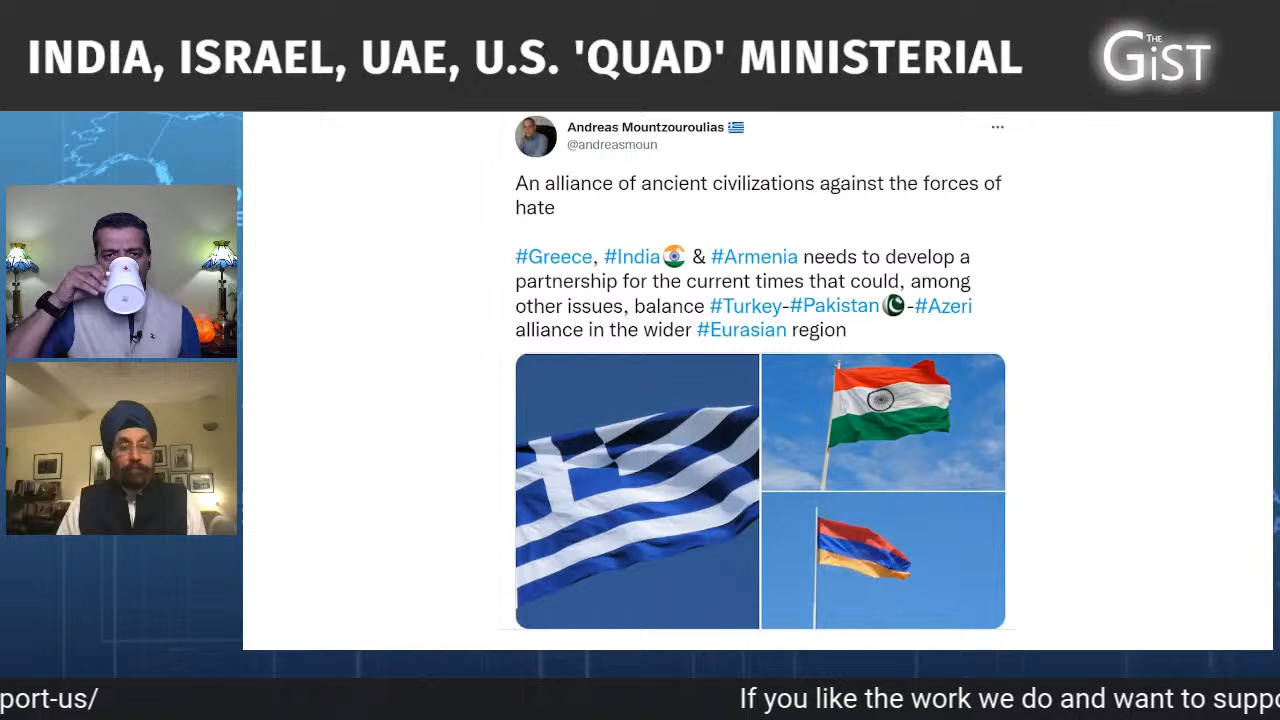 INDIA, ISRAEL, UAE, U.S. 'QUAD' MINISTERIAL
THE
GiST
Andreas Mountzouroulias
@andreasmoun
An alliance of ancient civilizations against the forces of
hate
#Greece, #India & #Armenia needs to develop a
partnership for the current times that could, among
other issues, balance #Turkey-#Pakistan-#Azeri
alliance in the wider #Eurasian region
port-us/
If you like the work we do and want to suppo